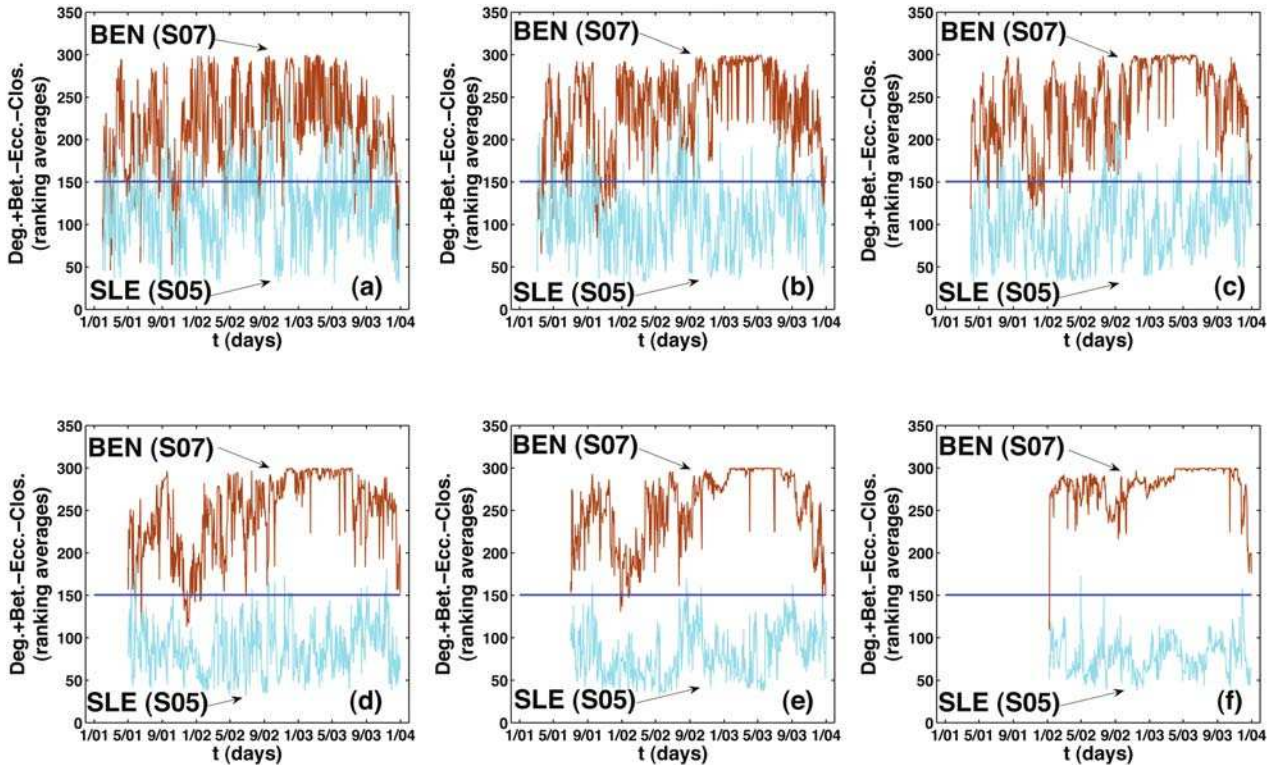 350
300
250
200
150
100
50
0
Deg.+Bet.−Ecc.−Clos.
(ranking averages)
BEN (S07)
SLE (S05)
(a)
1/01 5/01 9/01 1/02 5/02 9/02 1/03 5/03 9/03 1/04
t (days)
350
300
250
200
150
100
50
0
Deg.+Bet.−Ecc.−Clos.
(ranking averages)
BEN (S07)
SLE (S05)
(b)
1/01 5/01 9/01 1/02 5/02 9/02 1/03 5/03 9/03 1/04
t (days)
350
300
250
200
150
100
50
0
Deg.+Bet.−Ecc.−Clos.
(ranking averages)
BEN (S07)
SLE (S05)
(c)
1/01 5/01 9/01 1/02 5/02 9/02 1/03 5/03 9/03 1/04
t (days)
350
300
250
200
150
100
50
0
Deg.+Bet.−Ecc.−Clos.
(ranking averages)
BEN (S07)
SLE (S05)
(d)
1/01 5/01 9/01 1/02 5/02 9/02 1/03 5/03 9/03 1/04
t (days)
350
300
250
200
150
100
50
0
Deg.+Bet.−Ecc.−Clos.
(ranking averages)
BEN (S07)
SLE (S05)
(e)
1/01 5/01 9/01 1/02 5/02 9/02 1/03 5/03 9/03 1/04
t (days)
350
300
250
200
150
100
50
0
Deg.+Bet.−Ecc.−Clos.
(ranking averages)
BEN (S07)
SLE (S05)
(f)
1/01 5/01 9/01 1/02 5/02 9/02 1/03 5/03 9/03 1/04
t (days)